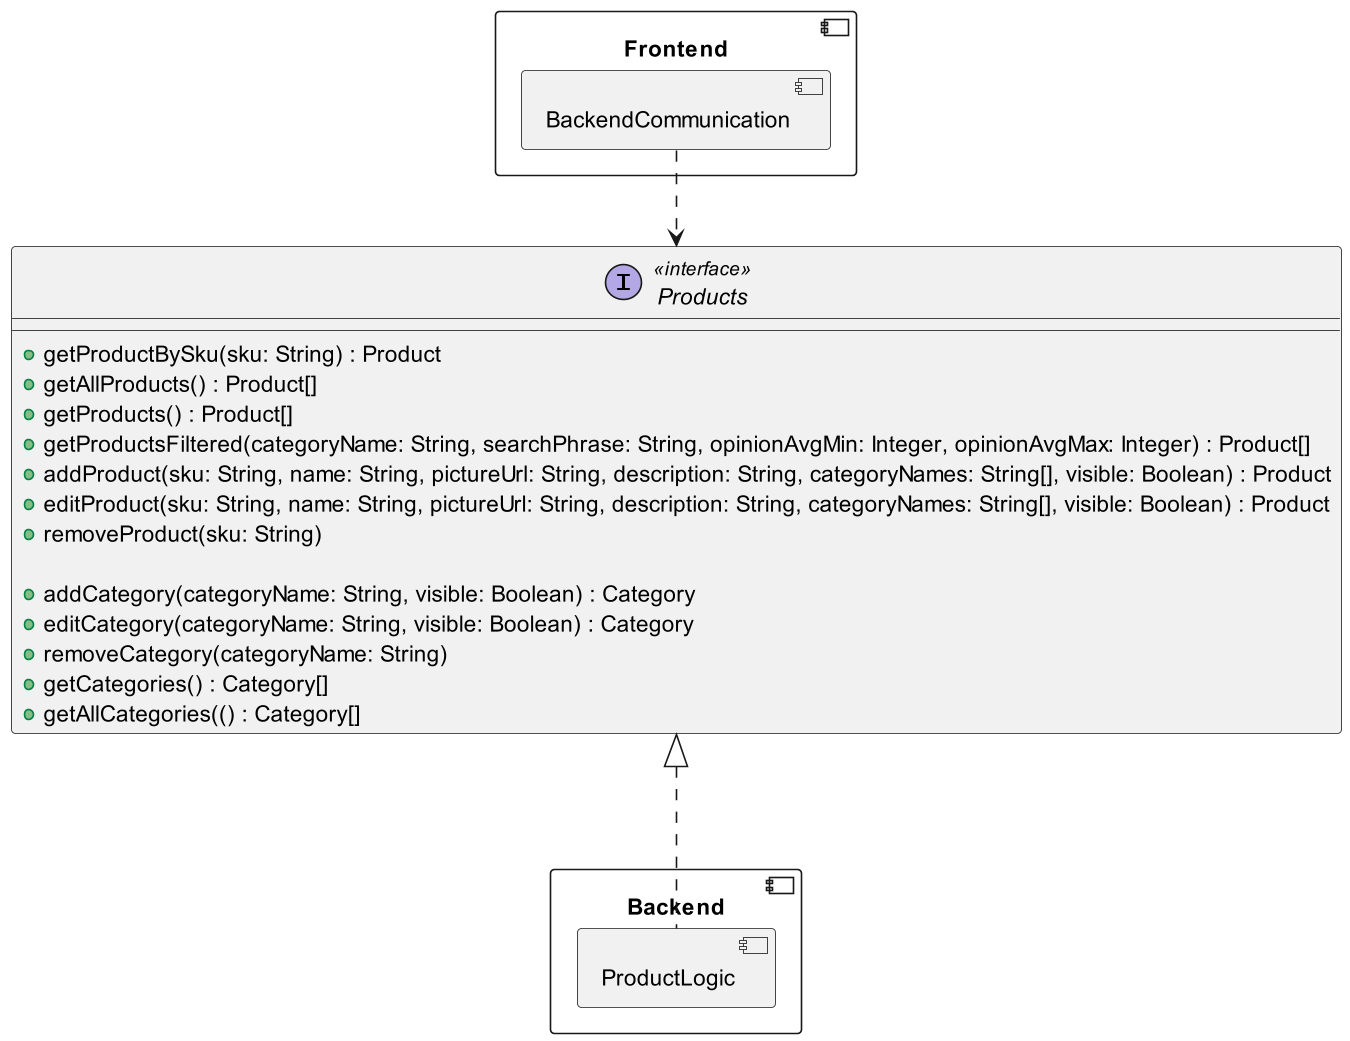 Frontend
BackendCommunication
«interface»
I
Products
getProductBySku(sku: String) : Product
getAllProducts() : Product[]
getProducts() : Product[]
getProductsFiltered(categoryName: String, searchPhrase: String, opinionAvgMin: Integer, opinionAvgMax: Integer) : Product[]
addProduct(sku: String, name: String, pictureUrl: String, description: String, categoryNames: String[], visible: Boolean) : Product
editProduct(sku: String, name: String, pictureUrl: String, description: String, categoryNames: String[], visible: Boolean) : Product
removeProduct(sku: String)
addCategory(categoryName: String, visible: Boolean) : Category
editCategory(categoryName: String, visible: Boolean) : Category
removeCategory(categoryName: String)
getCategories() : Category[]
getAllCategories(() : Category[]
Backend
ProductLogic